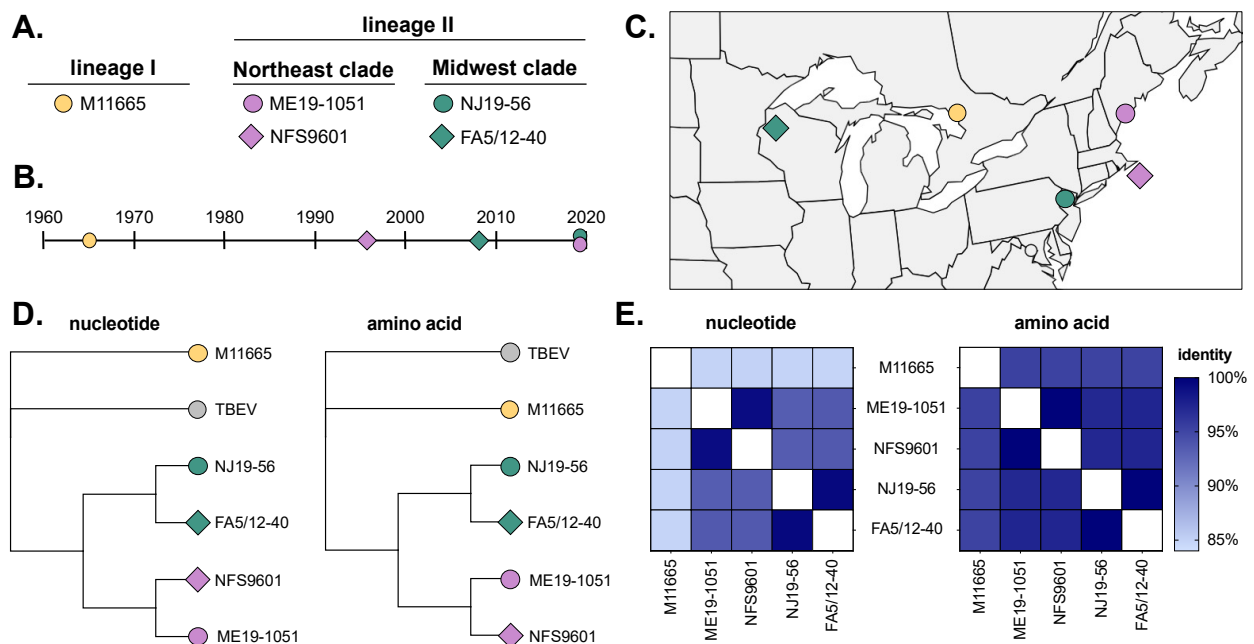 A.
lineage II
lineage I
Northeast clade
Midwest clade
M11665
ME19-1051
NJ19-56
NFS9601
FA5/12-40
B.
1960 1970 1980 1990 2000 2010 2020
C.
D.
nucleotide
M11665
TBEV
NJ19-56
FA5/12-40
NFS9601
ME19-1051
amino acid
TBEV
M11665
NJ19-56
FA5/12-40
ME19-1051
NFS9601
E.
nucleotide
amino acid
M11665
ME19-1051
NFS9601
NJ19-56
FA5/12-40
M11665
ME19-1051
NFS9601
NJ19-56
FA5/12-40
M11665
ME19-1051
NFS9601
NJ19-56
FA5/12-40
identity
100%
95%
90%
85%